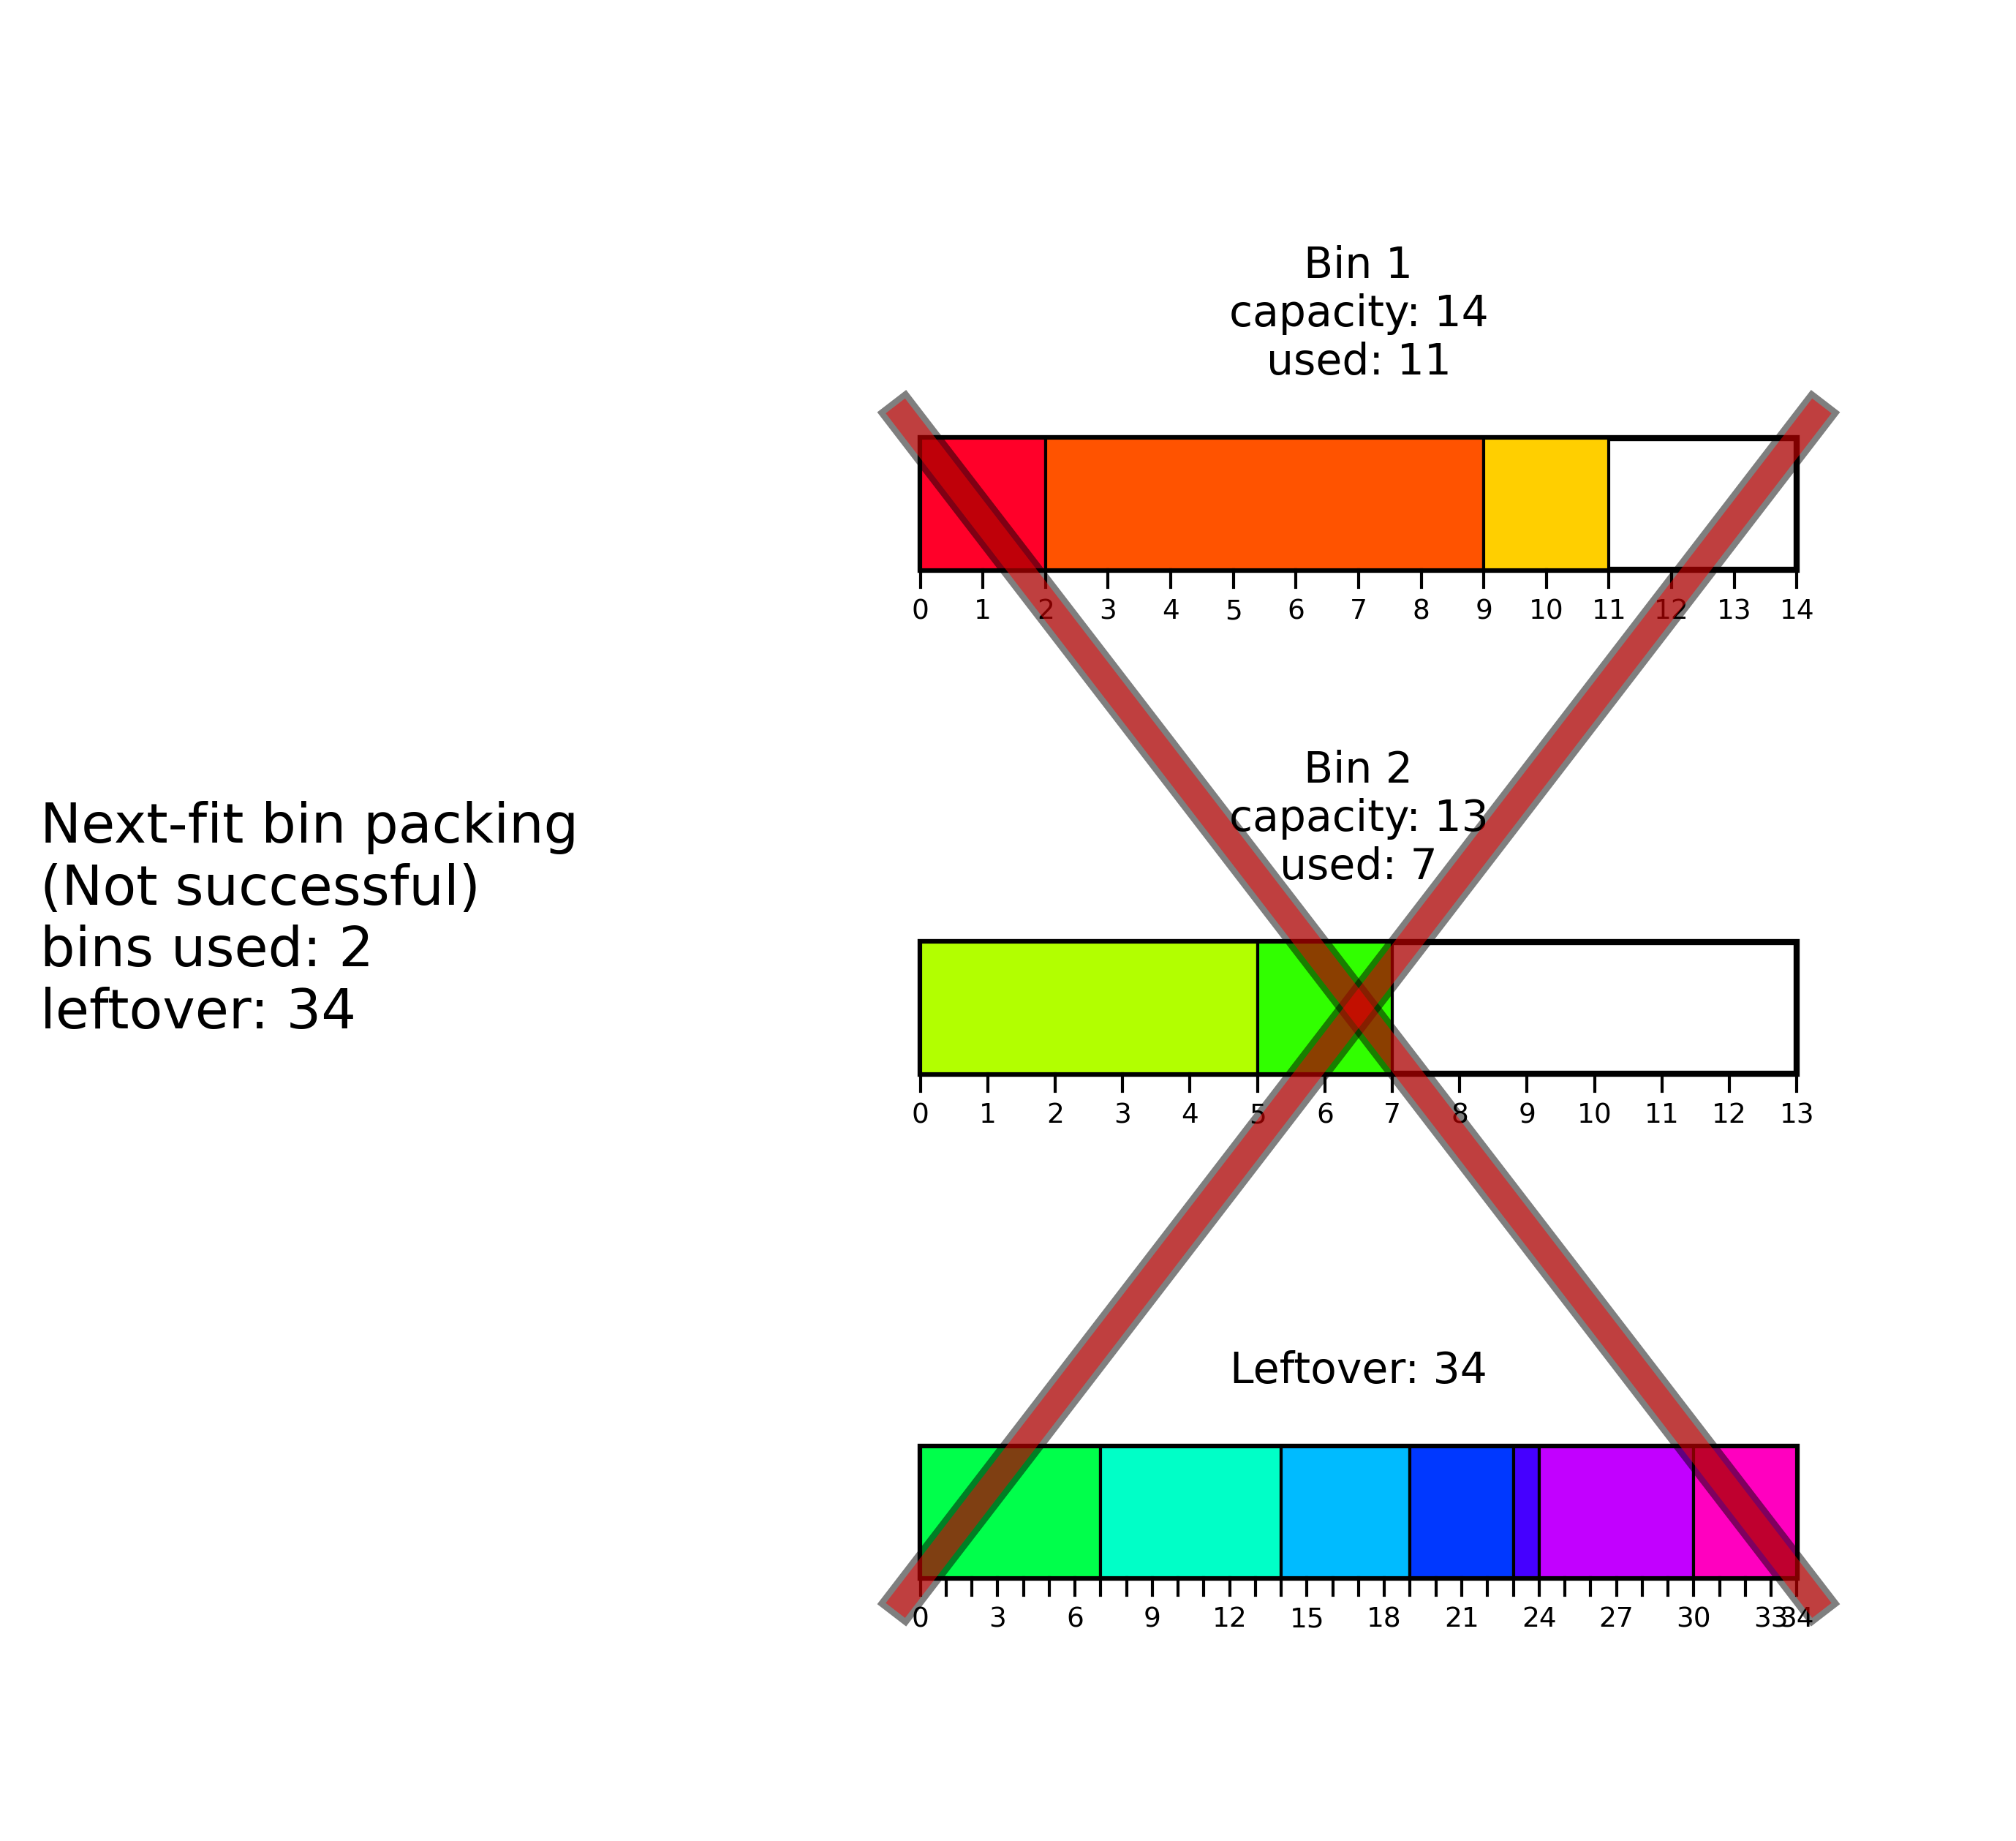 Bin 1
capacity: 14
used: 11
0 1 2 3 4 5 6 7 8 9 10 11 12 13 14
Bin 2
capacity: 13
used: 7
Next-fit bin packing
(Not successful)
bins used: 2
leftover: 34
0 1 2 3 4 5 6 7 8 9 10 11 12 13
Leftover: 34
0 3 6 9 12 15 18 21 24 27 30 33 34